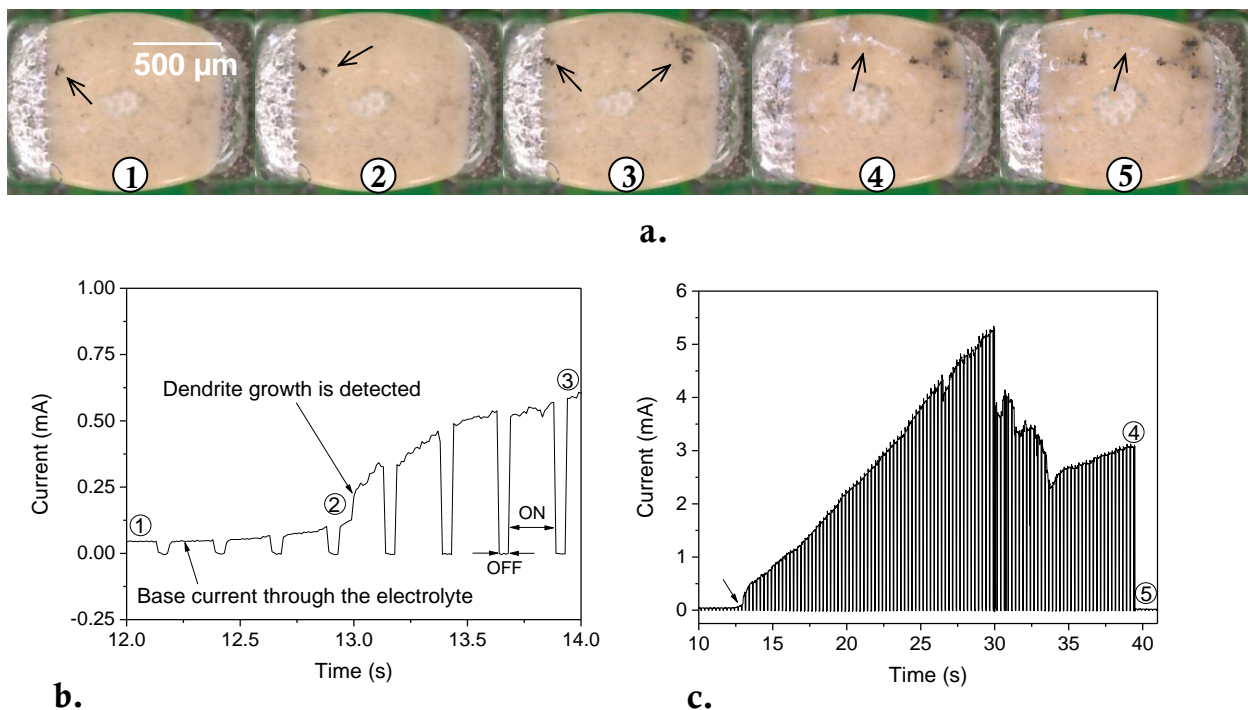 500 µm
1 2 3 4 5
a.
1.00
0.75
0.50
0.25
0.00
-0.25
Current (mA)
12.0 12.5 13.0 13.5 14.0
Time (s)
Dendrite growth is detected
Base current through the electrolyte
1
2
3
ON
OFF
b.
6
5
4
3
2
1
0
Current (mA)
10 15 20 25 30 35 40
Time (s)
4
5
c.